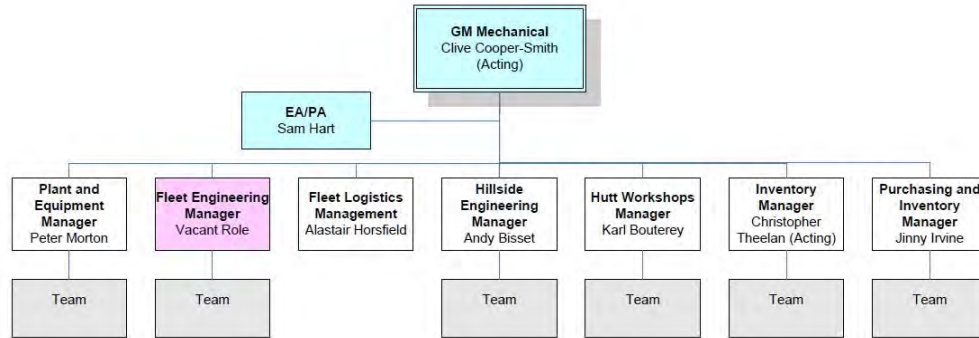 GM Mechanical
Clive Cooper-Smith
(Acting)
EA/PA
Sam Hart
Plant and
Equipment
Manager
Peter Morton
Fleet Engineering
Manager
Vacant Role
Fleet Logistics
Management
Alastair Horsfield
Hillside
Engineering
Manager
Andy Bisset
Hutt Workshops
Manager
Karl Bouterey
Inventory
Manager
Christopher
Theelan (Acting)
Purchasing and
Inventory
Manager
Jinny Irvine
Team
Team
Team
Team
Team
Team